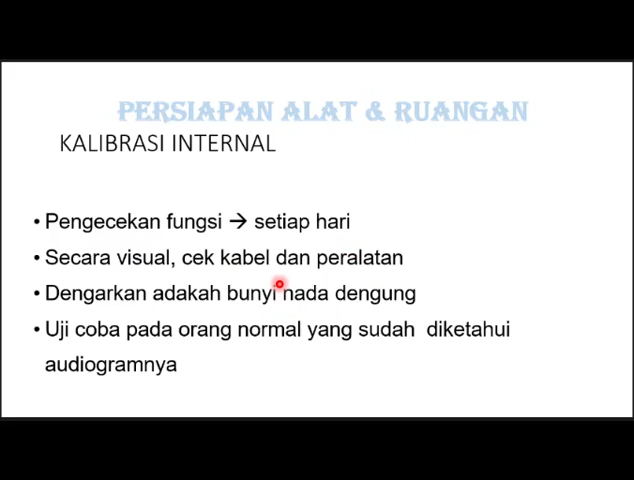 PERSIAPAN ALAT & RUANGAN
KALIBRASI INTERNAL
• Pengecekan fungsi → setiap hari
• Secara visual, cek kabel dan peralatan
• Dengarkan adakah bunyi nada dengung
• Uji coba pada orang normal yang sudah diketahui
audiogramnya